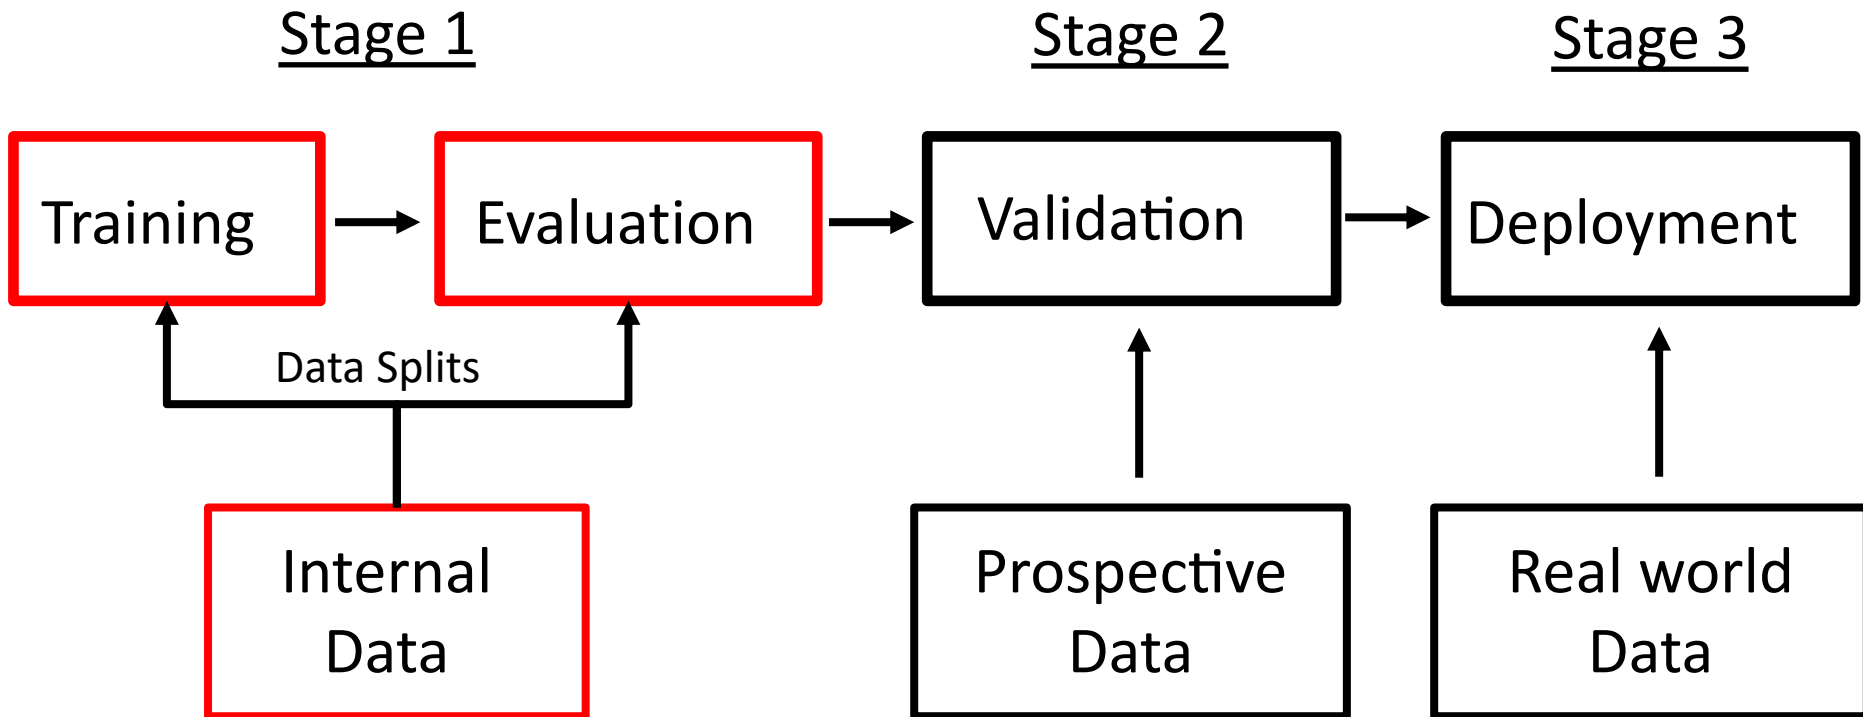 Stage 1
Stage 2
Stage 3
Training
Evaluation
Validation
Deployment
Data Splits
Internal
Data
Prospective
Data
Real world
Data